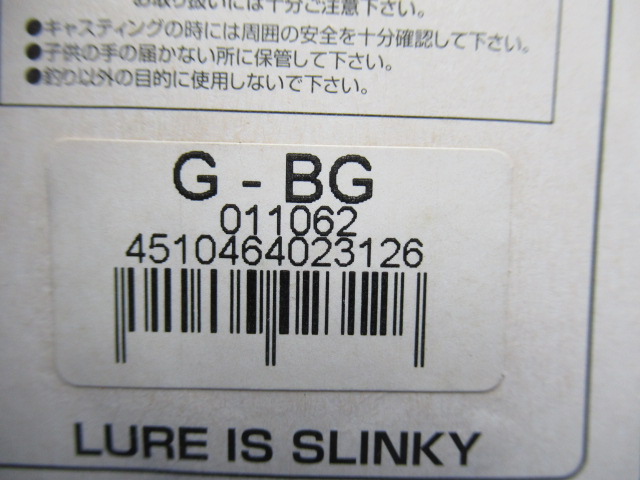 お取り扱いには十分ご注意下さい。
●キャスティングの時には周囲の安全を十分確認して下さい。
●子供の手の届かない所に保管して下さい。
●釣り以外の目的に使用しないで下さい。
G - BG
011062
4510464023126
LURE IS SLINKY